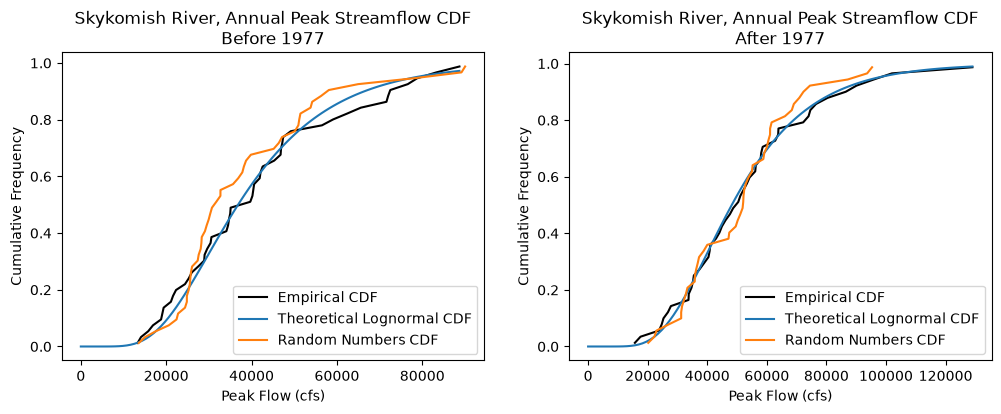 Skykomish River, Annual Peak Streamflow CDF
Before 1977
Cumulative Frequency
1.0
0.8
0.6
0.4
0.2
0.0
Empirical CDF
Theoretical Lognormal CDF
Random Numbers CDF
0 20000 40000 60000 80000
Peak Flow (cfs)
Skykomish River, Annual Peak Streamflow CDF
After 1977
Cumulative Frequency
1.0
0.8
0.6
0.4
0.2
0.0
Empirical CDF
Theoretical Lognormal CDF
Random Numbers CDF
0 20000 40000 60000 80000 100000 120000
Peak Flow (cfs)